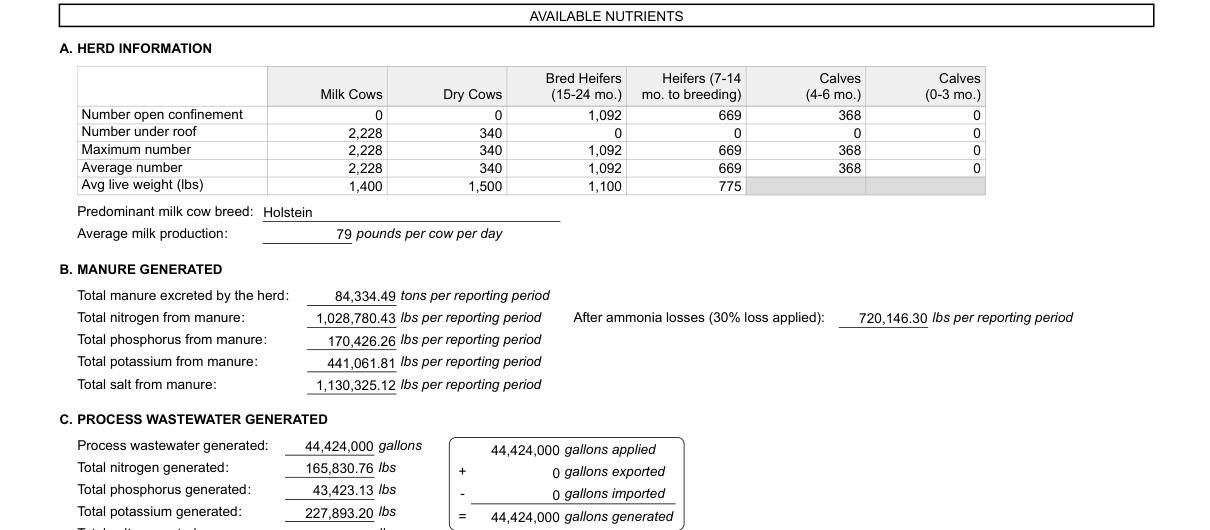 AVAILABLE NUTRIENTS
A. HERD INFORMATION
Milk Cows Dry Cows Bred Heifers (15-24 mo.) Heifers (7-14 mo. to breeding) Calves (4-6 mo.) Calves (0-3 mo.)
Number open confinement 0 0 1,092 669 368 0
Number under roof 2,228 340 0 0 0 0
Maximum number 2,228 340 1,092 669 368 0
Average number 2,228 340 1,092 669 368 0
Avg live weight (lbs) 1,400 1,500 1,100 775
Predominant milk cow breed: Holstein
Average milk production: 79 pounds per cow per day
B. MANURE GENERATED
Total manure excreted by the herd: 84,334.49 tons per reporting period
Total nitrogen from manure: 1,028,780.43 lbs per reporting period After ammonia losses (30% loss applied): 720,146.30 lbs per reporting period
Total phosphorus from manure: 170,426.26 lbs per reporting period
Total potassium from manure: 441,061.81 lbs per reporting period
Total salt from manure: 1,130,325.12 lbs per reporting period
C. PROCESS WASTEWATER GENERATED
Process wastewater generated: 44,424,000 gallons 44,424,000 gallons applied
Total nitrogen generated: 165,830.76 lbs + 0 gallons exported
Total phosphorus generated: 43,423.13 lbs - 0 gallons imported
Total potassium generated: 227,893.20 lbs = 44,424,000 gallons generated